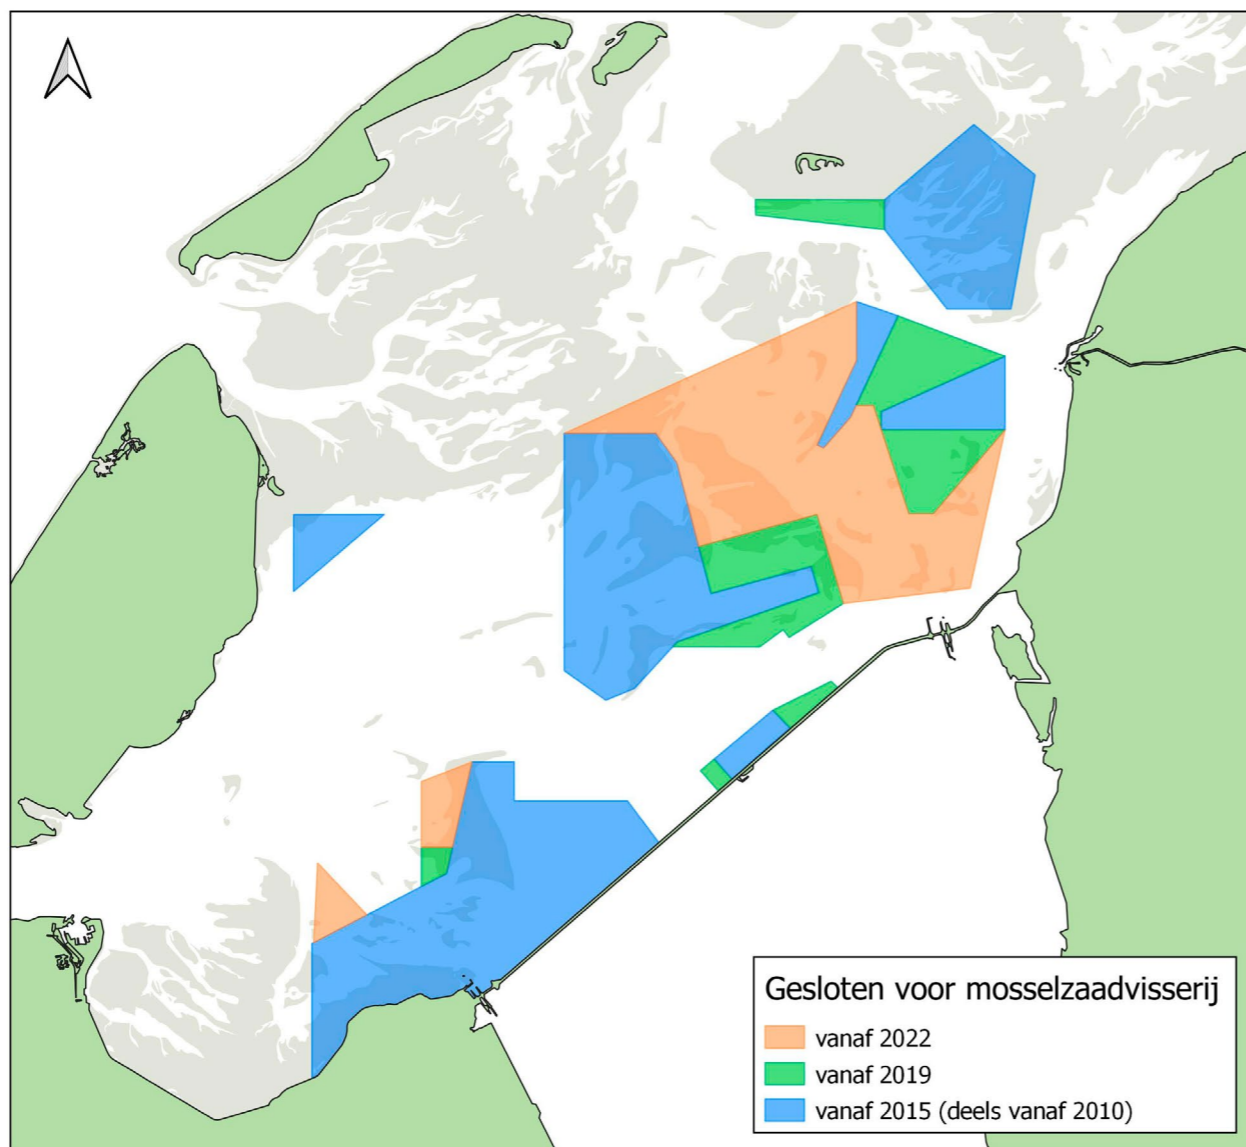 Gesloten voor mosselzaadvisserij
vanaf 2022
vanaf 2019
vanaf 2015 (deels vanaf 2010)